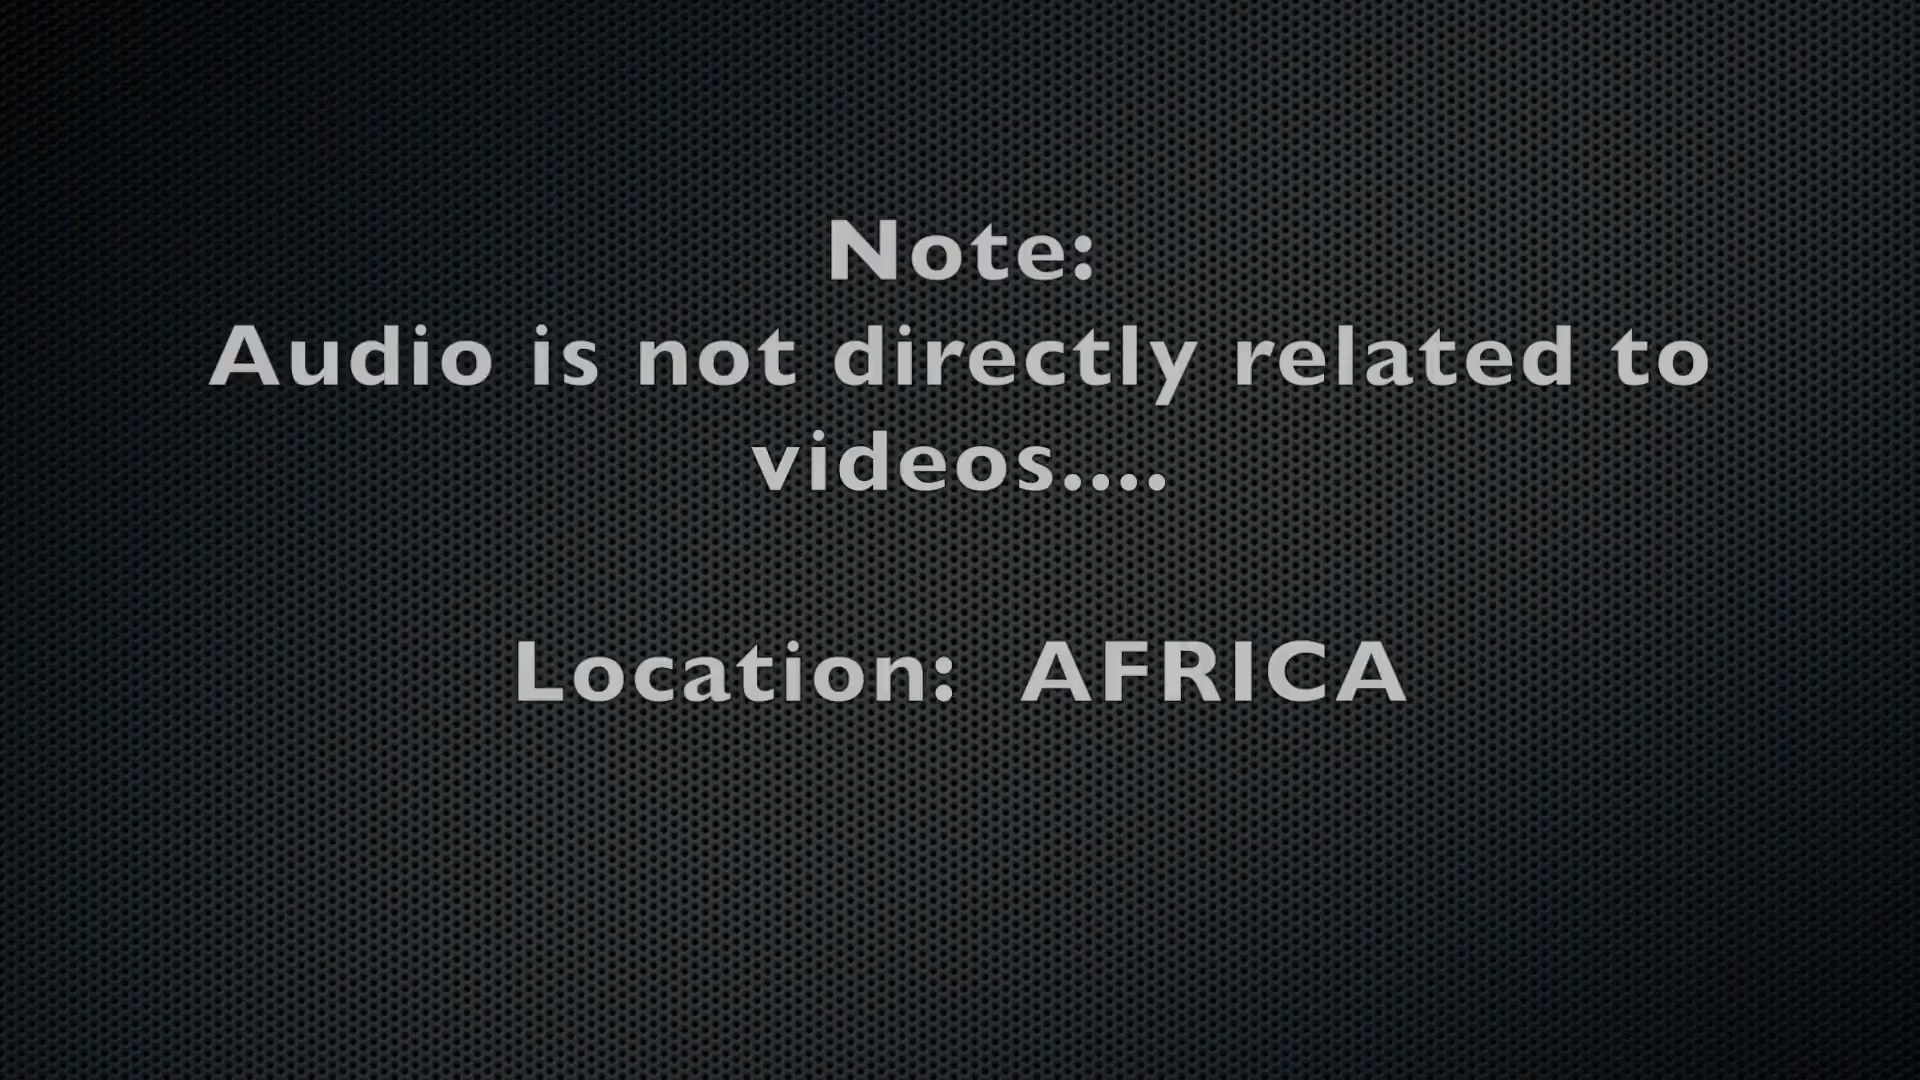 Note:
Audio is not directly related to
videos....
Location: AFRICA